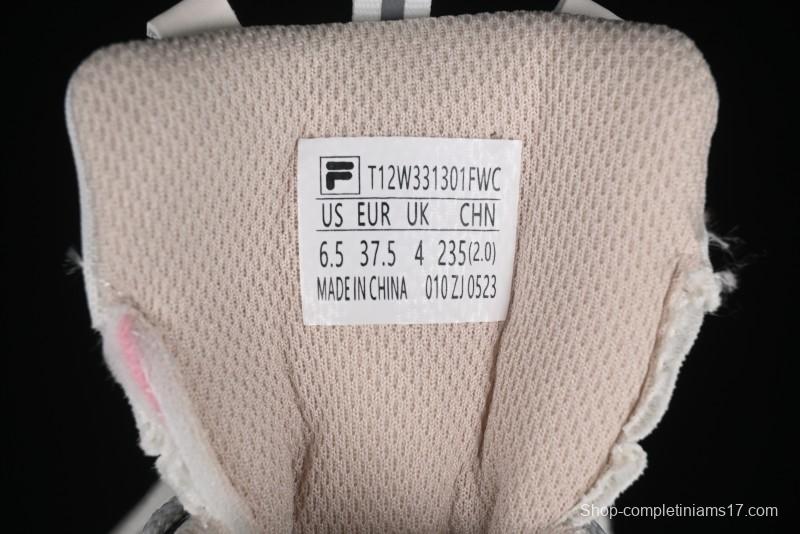 F T12W331301FWC
US EUR UK CHN
6.5 37.5 4 235(2.0)
MADE IN CHINA 010 ZJ 0523
Shop-completiniams17.com